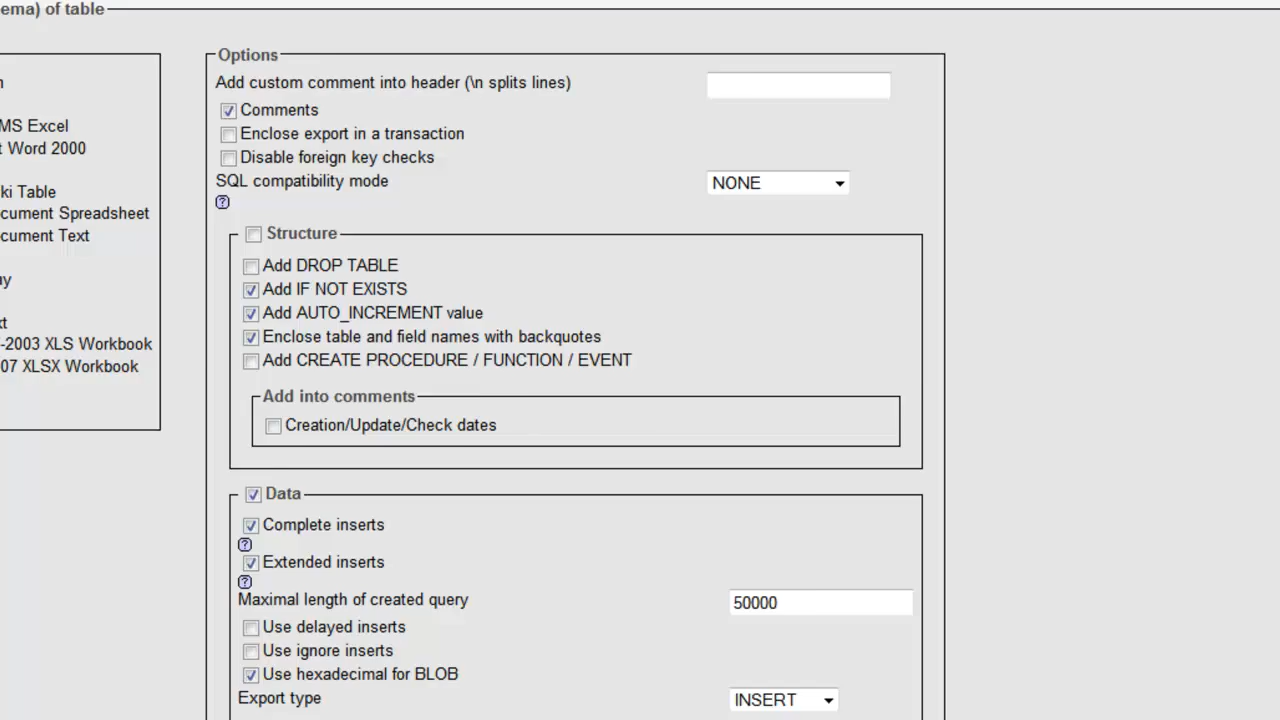 ema) of table
MS Excel
t Word 2000
ki Table
cument Spreadsheet
cument Text
ay
xt
-2003 XLS Workbook
07 XLSX Workbook
Options
Add custom comment into header (\n splits lines)
Comments
Enclose export in a transaction
Disable foreign key checks
SQL compatibility mode NONE
?
Structure
Add DROP TABLE
Add IF NOT EXISTS
Add AUTO_INCREMENT value
Enclose table and field names with backquotes
Add CREATE PROCEDURE / FUNCTION / EVENT
Add into comments
Creation/Update/Check dates
Data
Complete inserts
?
Extended inserts
?
Maximal length of created query 50000
Use delayed inserts
Use ignore inserts
Use hexadecimal for BLOB
Export type INSERT